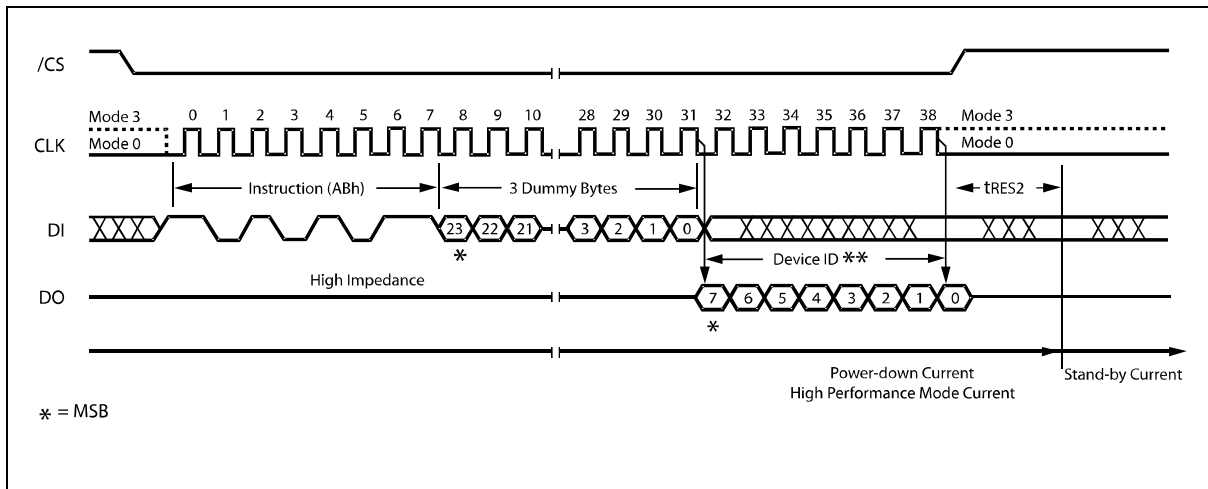 /CS
Mode 3 0 1 2 3 4 5 6 7 8 9 10 28 29 30 31 32 33 34 35 36 37 38 Mode 3
CLK Mode 0 Mode 0
Instruction (ABh) 3 Dummy Bytes tRES2
DI 23 22 21 3 2 1 0
* Device ID **
High Impedance
DO 7 6 5 4 3 2 1 0
*
Power-down Current Stand-by Current
High Performance Mode Current
* = MSB